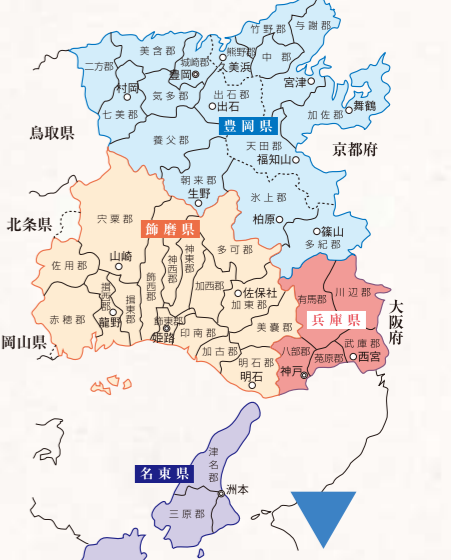 竹野郡
与謝郡
美含郡
熊野郡
城崎郡
中郡
二方郡
豊岡
美浜
宮津
村岡
気多郡
出石郡
出石
舞鶴
七美郡
豊岡県
加佐郡
鳥取県
養父郡
天田郡
京都府
福知山
朝来郡
生野
氷上郡
北条県
宍粟郡
飾磨県
柏原
篠山
多紀郡
多可郡
神東郡
神西郡
山崎
佐用郡
飾西郡
加西郡
佐保社
有馬郡
川辺郡
揖西郡
揖東郡
加東郡
大阪府
赤穂郡
龍野
飾東郡
姫路
印南郡
美嚢郡
兵庫県
岡山県
加古郡
武庫郡
八部郡
菟原郡
西宮
明石郡
明石
神戸
津名郡
名東県
洲本
三原郡